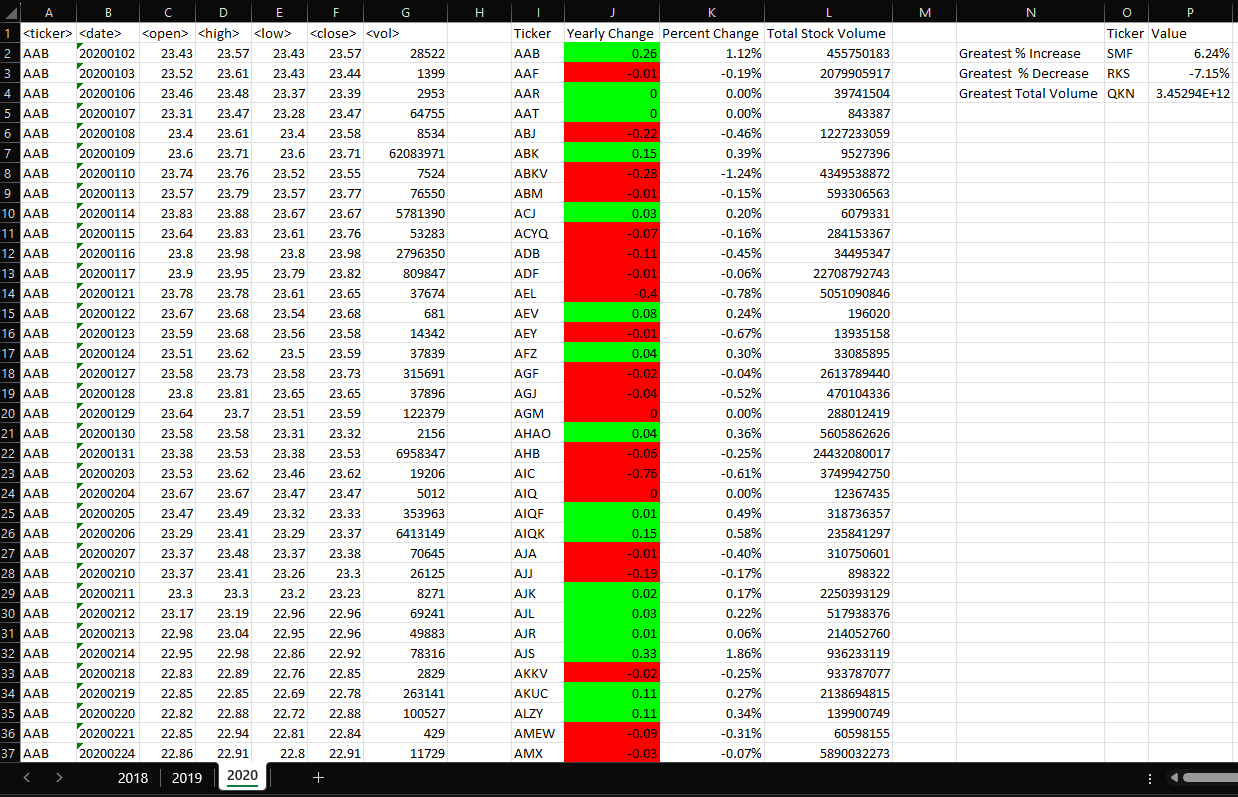 A B C D E F G H I J K L M N O P
1 <ticker> <date> <open> <high> <low> <close> <vol> Ticker Yearly Change Percent Change Total Stock Volume Ticker Value
2 AAB 20200102 23.43 23.57 23.43 23.57 28522 AAB 0.26 1.12% 455750183 Greatest % Increase SMF 6.24%
3 AAB 20200103 23.52 23.61 23.43 23.44 1399 AAF -0.01 -0.19% 2079905917 Greatest % Decrease RKS -7.15%
4 AAB 20200106 23.46 23.48 23.37 23.39 2953 AAR 0 0.00% 39741504 Greatest Total Volume QKN 3.45294E+12
5 AAB 20200107 23.31 23.47 23.28 23.47 64755 AAT 0 0.00% 843387
6 AAB 20200108 23.4 23.61 23.4 23.58 8534 ABJ -0.22 -0.46% 1227233059
7 AAB 20200109 23.6 23.71 23.6 23.71 62083971 ABK 0.15 0.39% 9527396
8 AAB 20200110 23.74 23.76 23.52 23.55 7524 ABKV -0.28 -1.24% 4349538872
9 AAB 20200113 23.57 23.79 23.57 23.77 76550 ABM -0.01 -0.15% 593306563
10 AAB 20200114 23.83 23.88 23.67 23.67 5781390 ACJ 0.03 0.20% 6079331
11 AAB 20200115 23.64 23.83 23.61 23.76 53283 ACYQ -0.07 -0.16% 284153367
12 AAB 20200116 23.8 23.98 23.8 23.98 2796350 ADB -0.11 -0.45% 34495347
13 AAB 20200117 23.9 23.95 23.79 23.82 809847 ADF -0.01 -0.06% 22708792743
14 AAB 20200121 23.78 23.78 23.61 23.65 37674 AEL -0.4 -0.78% 5051090846
15 AAB 20200122 23.67 23.68 23.54 23.68 681 AEV 0.08 0.24% 196020
16 AAB 20200123 23.59 23.68 23.56 23.58 14342 AEY -0.01 -0.67% 13935158
17 AAB 20200124 23.51 23.62 23.5 23.59 37839 AFZ 0.04 0.30% 33085895
18 AAB 20200127 23.58 23.73 23.58 23.73 315691 AGF -0.02 -0.04% 2613789440
19 AAB 20200128 23.8 23.81 23.65 23.65 37896 AGJ -0.04 -0.52% 470104336
20 AAB 20200129 23.64 23.7 23.51 23.59 122379 AGM 0 0.00% 288012419
21 AAB 20200130 23.58 23.58 23.31 23.32 2156 AHAO 0.04 0.36% 5605862626
22 AAB 20200131 23.38 23.53 23.38 23.53 6958347 AHB -0.06 -0.25% 24432080017
23 AAB 20200203 23.53 23.62 23.46 23.62 19206 AIC -0.76 -0.61% 3749942750
24 AAB 20200204 23.67 23.67 23.47 23.47 5012 AIQ 0 0.00% 12367435
25 AAB 20200205 23.47 23.49 23.32 23.33 353963 AIQF 0.01 0.49% 318736357
26 AAB 20200206 23.29 23.41 23.29 23.37 6413149 AIQK 0.15 0.58% 235841297
27 AAB 20200207 23.37 23.48 23.37 23.38 70645 AJA -0.01 -0.40% 310750601
28 AAB 20200210 23.37 23.41 23.26 23.3 26125 AJJ -0.19 -0.17% 898322
29 AAB 20200211 23.3 23.3 23.2 23.23 8271 AJK 0.02 0.17% 2250393129
30 AAB 20200212 23.17 23.19 22.96 22.96 69241 AJL 0.03 0.22% 517938376
31 AAB 20200213 22.98 23.04 22.95 22.96 49883 AJR 0.01 0.06% 214052760
32 AAB 20200214 22.95 22.98 22.86 22.92 78316 AJS 0.33 1.86% 936233119
33 AAB 20200218 22.83 22.89 22.76 22.85 2829 AKKV -0.02 -0.25% 933787077
34 AAB 20200219 22.85 22.85 22.69 22.78 263141 AKUC 0.11 0.27% 2138694815
35 AAB 20200220 22.82 22.88 22.72 22.88 100527 ALZY 0.11 0.34% 139900749
36 AAB 20200221 22.85 22.94 22.81 22.84 429 AMEW -0.09 -0.31% 60598155
37 AAB 20200224 22.86 22.91 22.8 22.91 11729 AMX -0.03 -0.07% 5890032273
2018 2019 2020